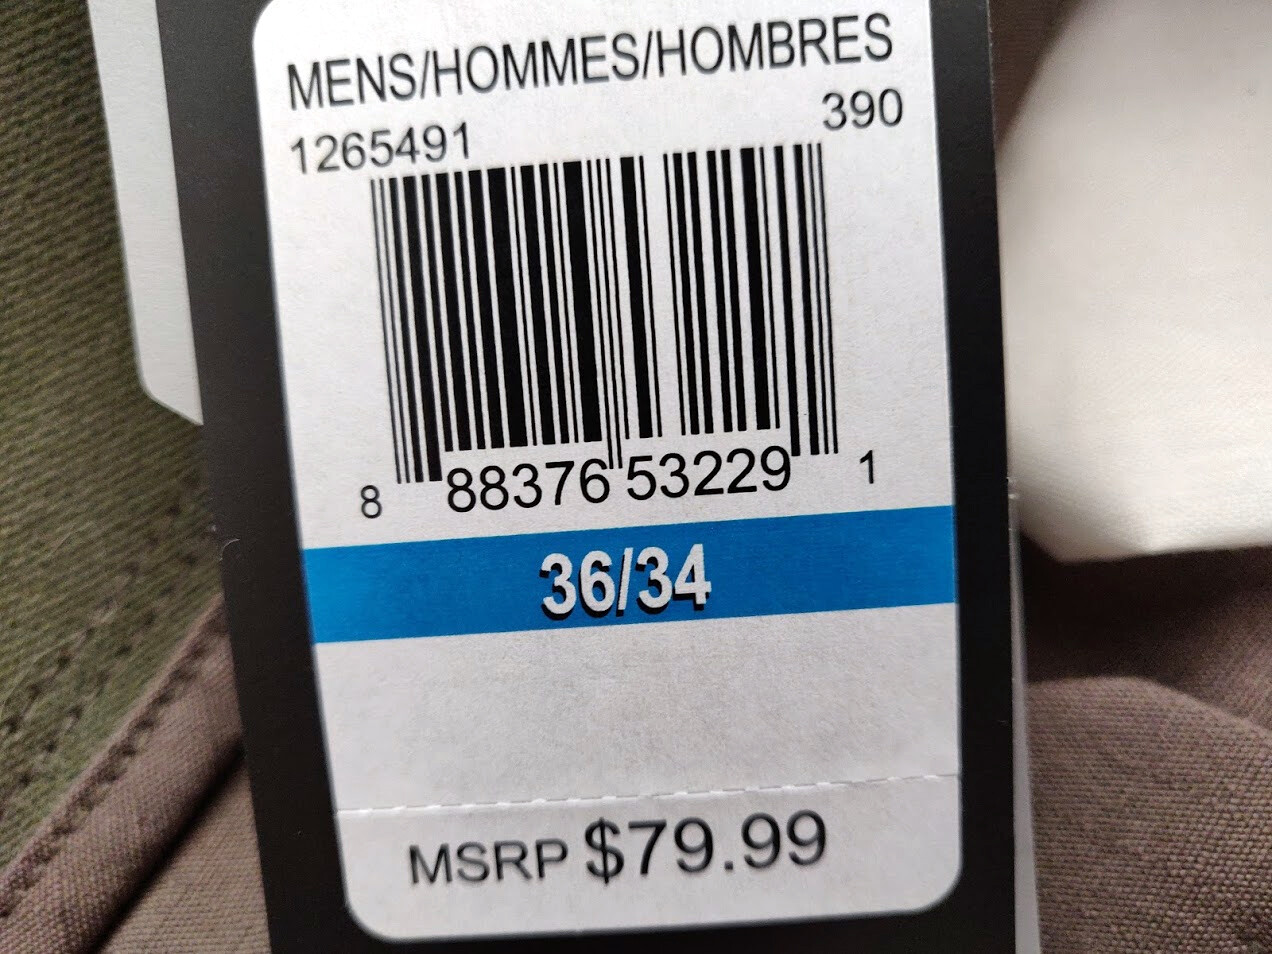 MENS/HOMMES/HOMBRES
1265491 390
8 88376 53229 1
36/34
MSRP $79.99